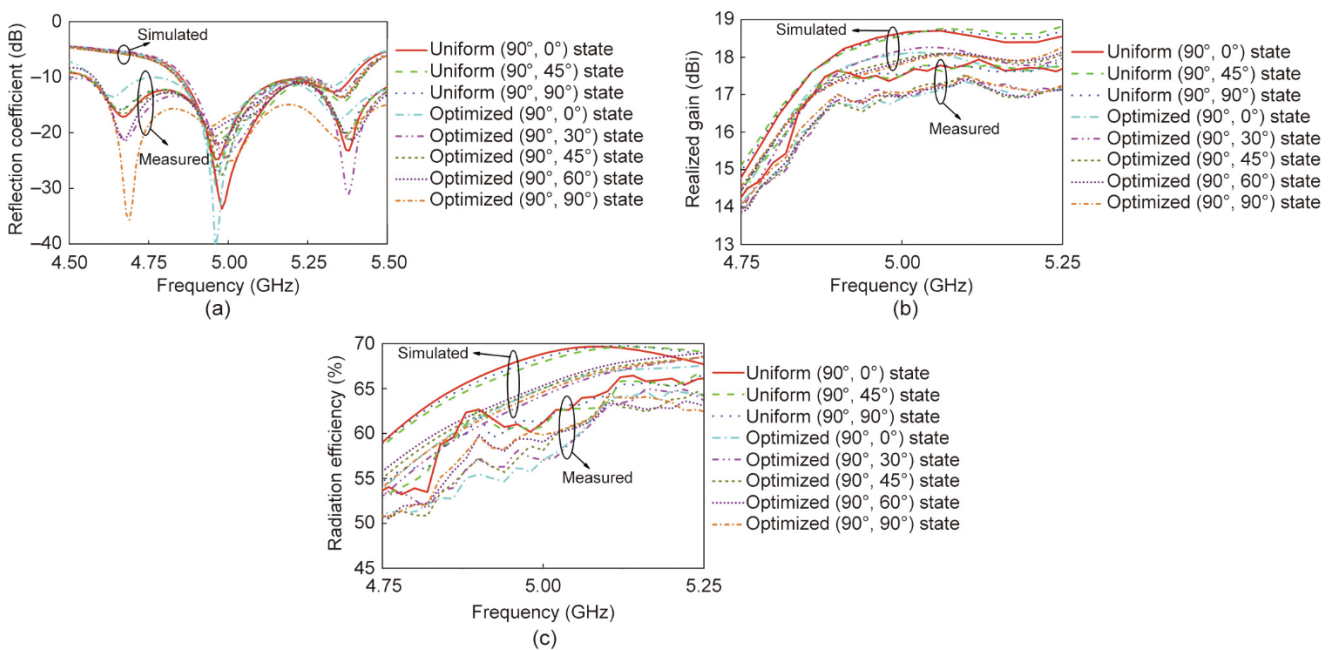 0
–10
–20
–30
–40
Reflection coefficient (dB)
Simulated
Measured
4.50
4.75
5.00
5.25
5.50
Frequency (GHz)
(a)
Uniform (90°, 0°) state
Uniform (90°, 45°) state
Uniform (90°, 90°) state
Optimized (90°, 0°) state
Optimized (90°, 30°) state
Optimized (90°, 45°) state
Optimized (90°, 60°) state
Optimized (90°, 90°) state
19
18
17
16
15
14
13
Realized gain (dBi)
Simulated
Measured
4.75
5.00
5.25
Frequency (GHz)
(b)
Uniform (90°, 0°) state
Uniform (90°, 45°) state
Uniform (90°, 90°) state
Optimized (90°, 0°) state
Optimized (90°, 30°) state
Optimized (90°, 45°) state
Optimized (90°, 60°) state
Optimized (90°, 90°) state
70
65
60
55
50
45
Radiation efficiency (%)
Simulated
Measured
4.75
5.00
5.25
Frequency (GHz)
(c)
Uniform (90°, 0°) state
Uniform (90°, 45°) state
Uniform (90°, 90°) state
Optimized (90°, 0°) state
Optimized (90°, 30°) state
Optimized (90°, 45°) state
Optimized (90°, 60°) state
Optimized (90°, 90°) state